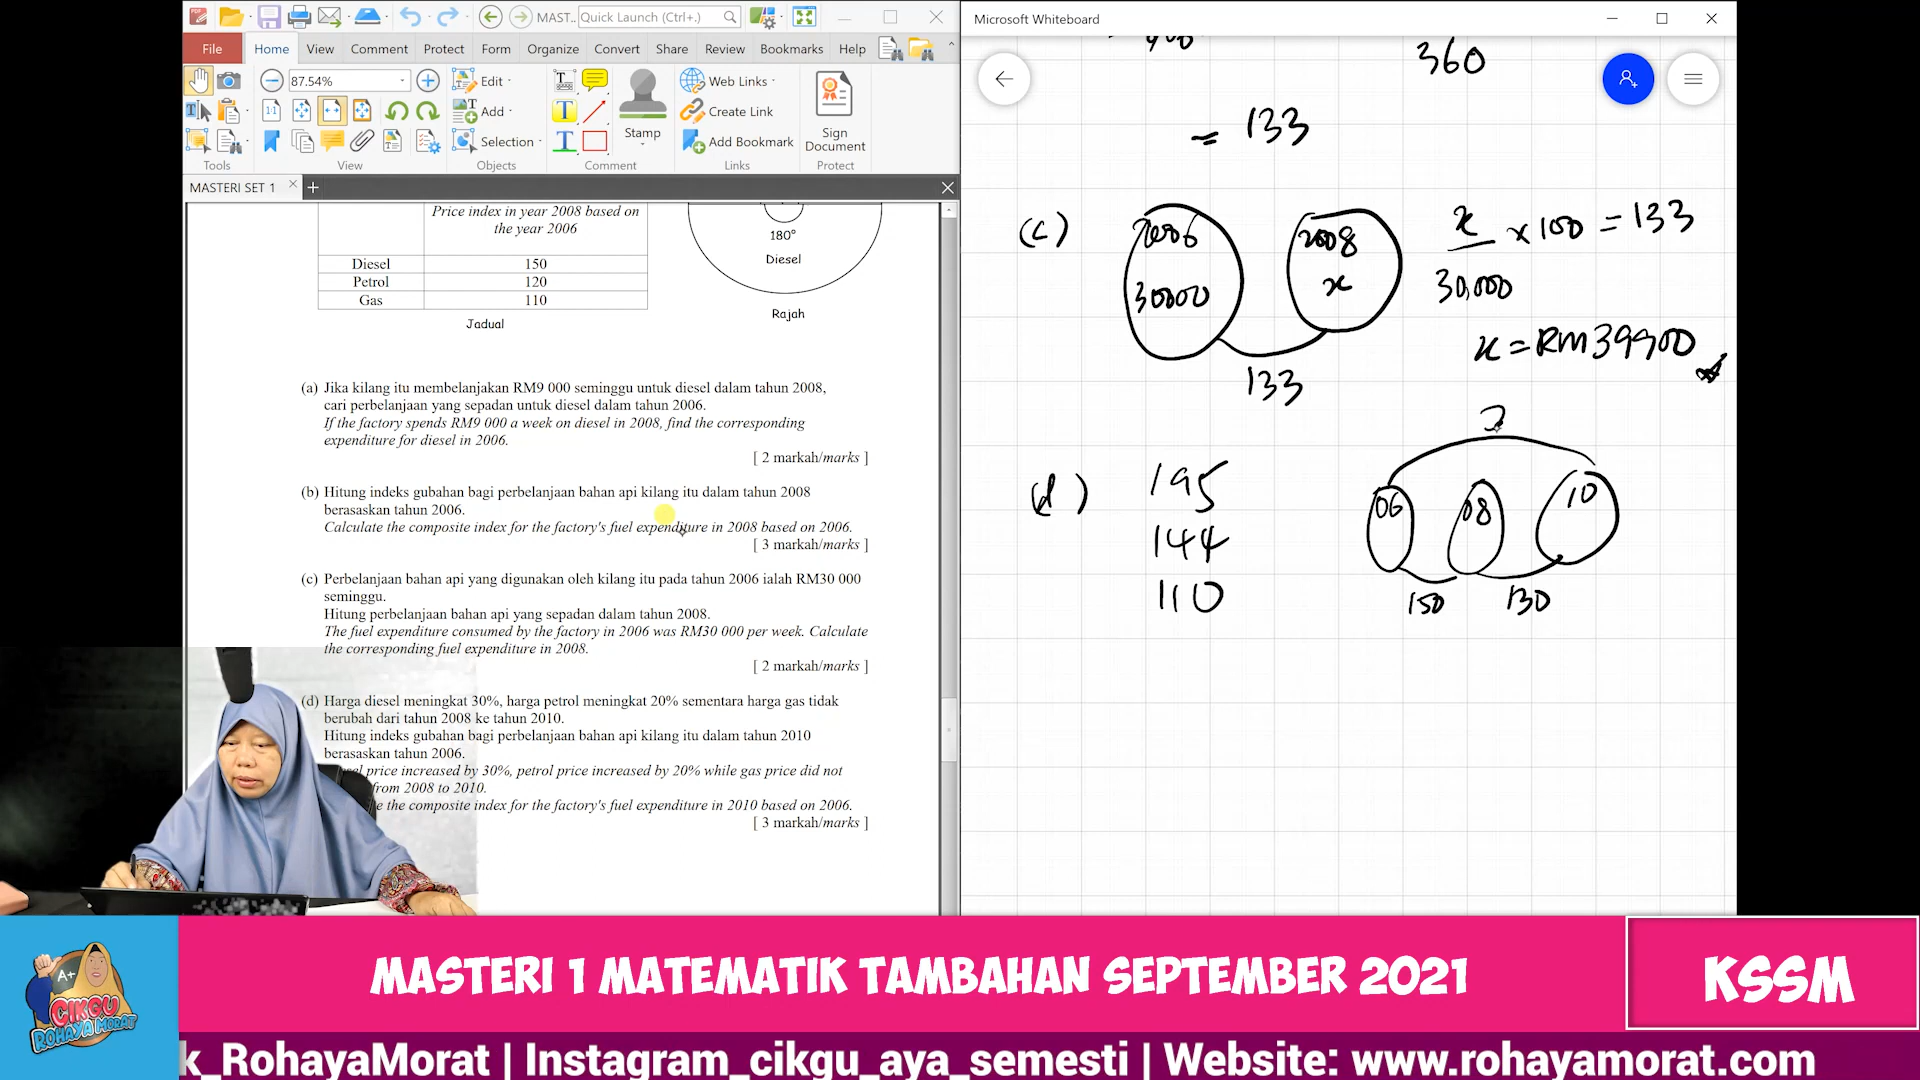 MAST..
Quick Launch (Ctrl+.)
File Home View Comment Protect Form Organize Convert Share Review Bookmarks Help
87.54%
Edit
Add
Selection
Stamp
Web Links
Create Link
Add Bookmark
Sign Document
Tools View Objects Comment Links Protect
MASTERI SET 1
Price index in year 2008 based on
the year 2006
Diesel 150
Petrol 120
Gas 110
Jadual
180°
Diesel
Rajah
(a) Jika kilang itu membelanjakan RM9 000 seminggu untuk diesel dalam tahun 2008,
cari perbelanjaan yang sepadan untuk diesel dalam tahun 2006.
If the factory spends RM9 000 a week on diesel in 2008, find the corresponding
expenditure for diesel in 2006.
[ 2 markah/marks ]
(b) Hitung indeks gubahan bagi perbelanjaan bahan api kilang itu dalam tahun 2008
berasaskan tahun 2006.
Calculate the composite index for the factory's fuel expenditure in 2008 based on 2006.
[ 3 markah/marks ]
(c) Perbelanjaan bahan api yang digunakan oleh kilang itu pada tahun 2006 ialah RM30 000
seminggu.
Hitung perbelanjaan bahan api yang sepadan dalam tahun 2008.
The fuel expenditure consumed by the factory in 2006 was RM30 000 per week. Calculate
the corresponding fuel expenditure in 2008.
[ 2 markah/marks ]
(d) Harga diesel meningkat 30%, harga petrol meningkat 20% sementara harga gas tidak
berubah dari tahun 2008 ke tahun 2010.
Hitung indeks gubahan bagi perbelanjaan bahan api kilang itu dalam tahun 2010
berasaskan tahun 2006.
price increased by 30%, petrol price increased by 20% while gas price did not
from 2008 to 2010.
the composite index for the factory's fuel expenditure in 2010 based on 2006.
[ 3 markah/marks ]
Microsoft Whiteboard
360
= 133
(c) 2006 30000 2008 x 133
x/30,000 × 100 = 133
x = RM39900
(d) 195
144
110
06 08 10
150 130
A+
CIKGU
ROHAYA MORAT
MASTERI 1 MATEMATIK TAMBAHAN SEPTEMBER 2021
KSSM
k_RohayaMorat | Instagram_cikgu_aya_semesti | Website: www.rohayamorat.com